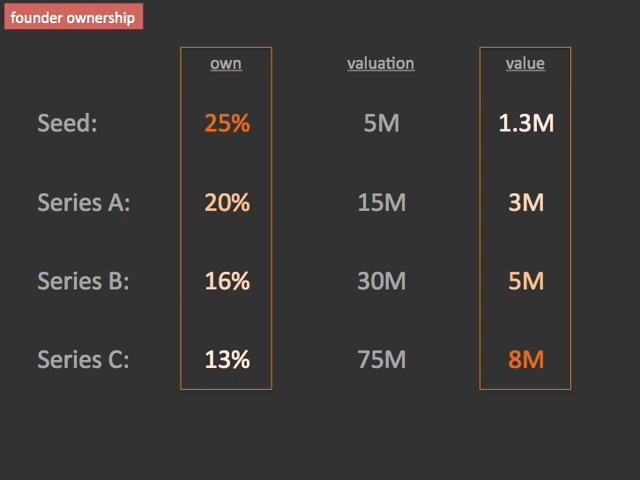 founder ownership
own valuation value
Seed: 25% 5M 1.3M
Series A: 20% 15M 3M
Series B: 16% 30M 5M
Series C: 13% 75M 8M